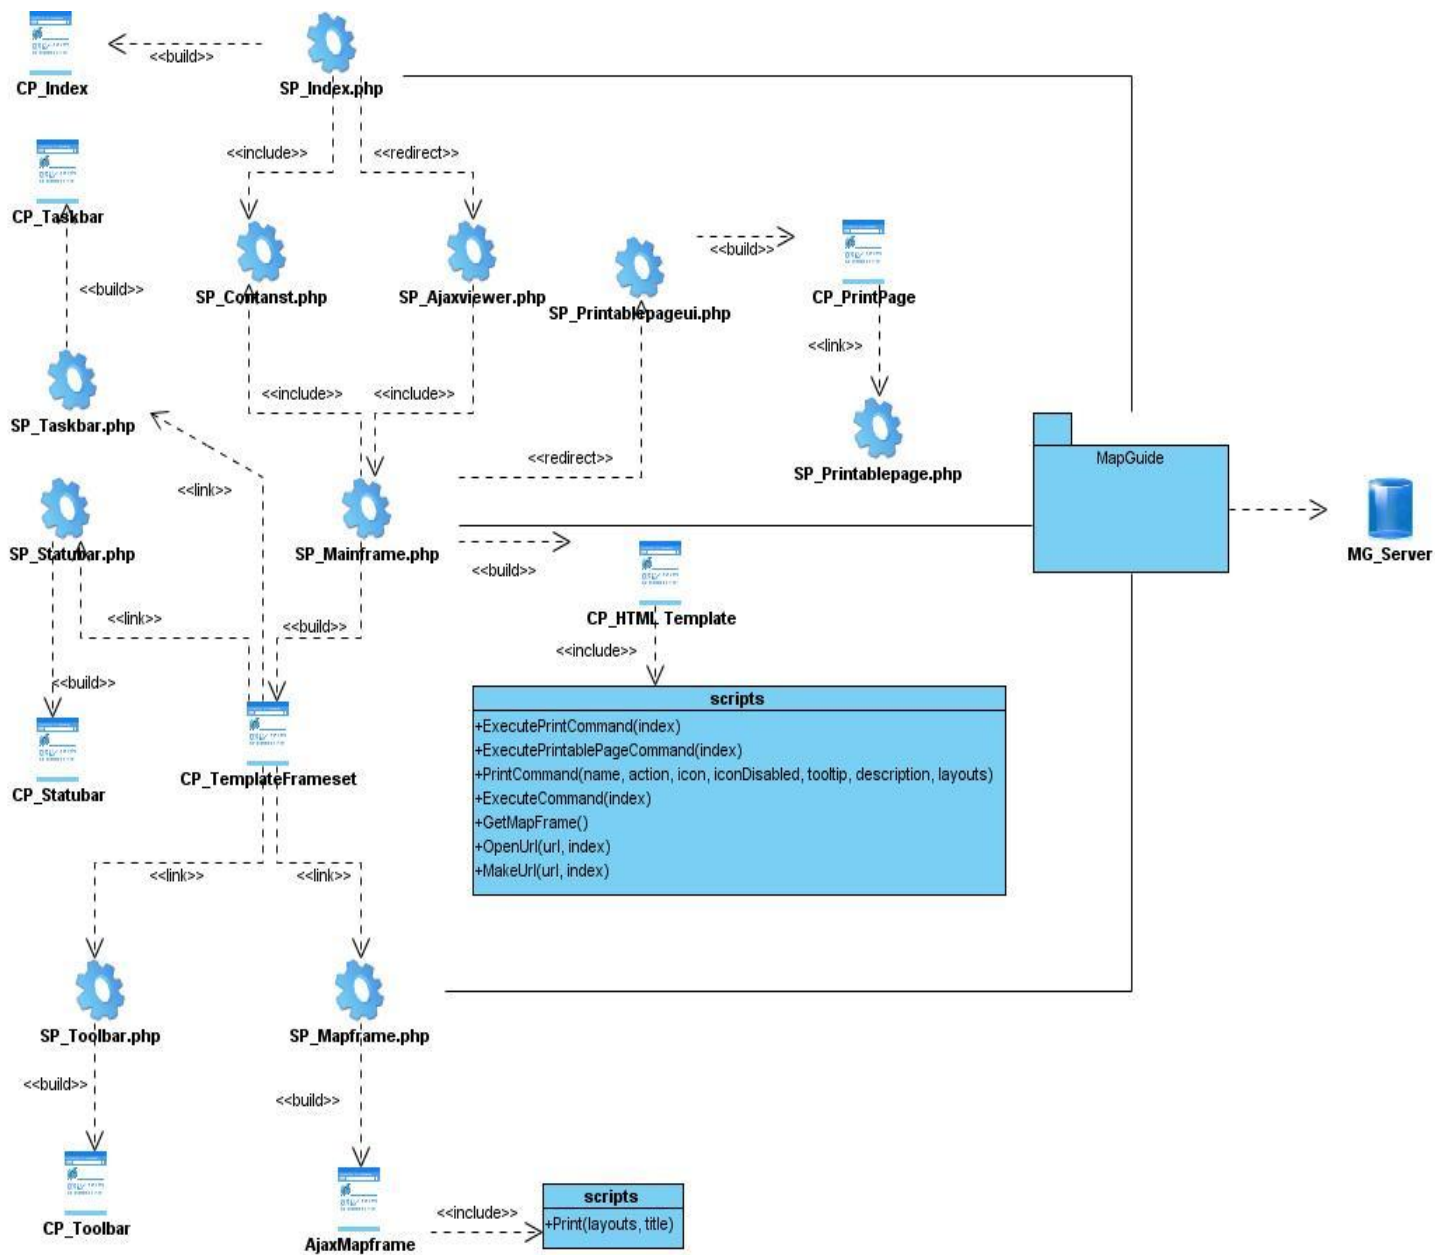 <<build>>
CP_Index
SP_Index.php
<<include>>
<<redirect>>
CP_Taskbar
<<build>>
SP_Contanst.php
SP_Ajaxviewer.php
SP_Printablepageui.php
<<build>>
CP_PrintPage
<<link>>
<<include>>
<<include>>
SP_Taskbar.php
<<redirect>>
SP_Printablepage.php
MapGuide
<<link>>
SP_Statubar.php
SP_Mainframe.php
MG_Server
<<build>>
<<link>>
<<build>>
CP_HTML Template
<<include>>
<<build>>
scripts
+ExecutePrintCommand(index)
+ExecutePrintablePageCommand(index)
+PrintCommand(name, action, icon, iconDisabled, tooltip, description, layouts)
+ExecuteCommand(index)
+GetMapFrame()
+OpenUrl(url, index)
+MakeUrl(url, index)
CP_Statubar
CP_TemplateFrameset
<<link>>
<<link>>
SP_Toolbar.php
SP_Mapframe.php
<<build>>
<<build>>
CP_Toolbar
AjaxMapframe
<<include>>
scripts
+Print(layouts, title)